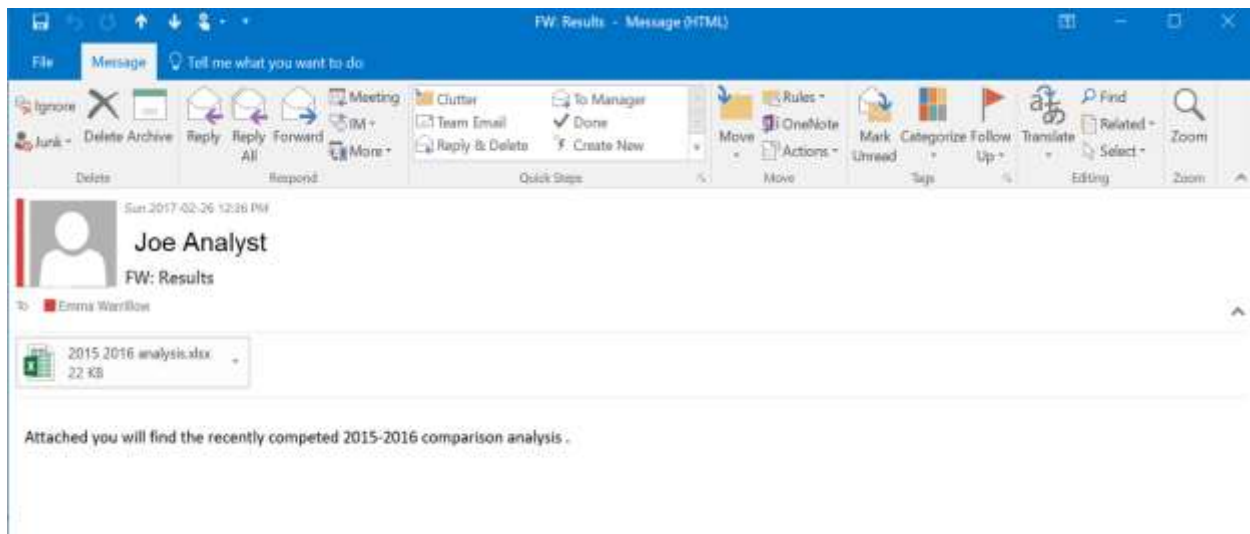 FW: Results - Message (HTML)
File Message Tell me what you want to do
Ignore
Junk
Delete Archive
Reply Reply All Forward
Meeting
IM
More
Clutter To Manager
Team Email Done
Reply & Delete Create New
Move
Rules
OneNote
Actions
Mark Unread Categorize Follow Up
Translate
Find
Related
Select
Zoom
Delete Respond Quick Steps Move Tags Editing Zoom
Sun 2017-02-26 12:36 PM
Joe Analyst
FW: Results
To Emma Warrillow
2015 2016 analysis.xlsx
22 KB
Attached you will find the recently competed 2015-2016 comparison analysis .